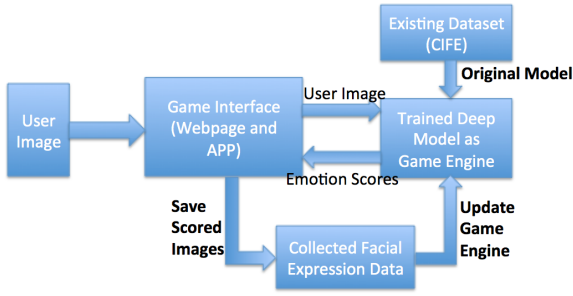 Existing Dataset
(CIFE)
Original Model
User
Image
Game Interface
(Webpage and
APP)
User Image
Emotion Scores
Trained Deep
Model as
Game Engine
Save
Scored
Images
Collected Facial
Expression Data
Update
Game
Engine